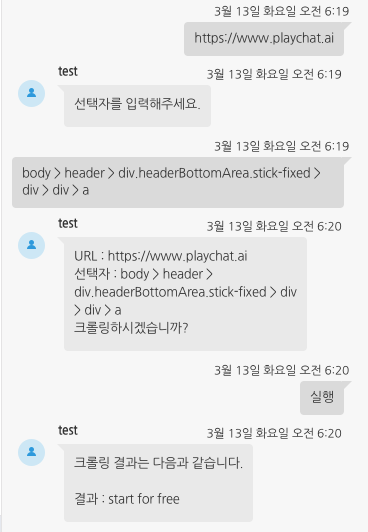 3월 13일 화요일 오전 6:19
https://www.playchat.ai
test
3월 13일 화요일 오전 6:19
선택자를 입력해주세요.
3월 13일 화요일 오전 6:19
body > header > div.headerBottomArea.stick-fixed >
div > div > a
test
3월 13일 화요일 오전 6:20
URL : https://www.playchat.ai
선택자 : body > header >
div.headerBottomArea.stick-fixed > div
> div > a
크롤링하시겠습니까?
3월 13일 화요일 오전 6:20
실행
test
3월 13일 화요일 오전 6:20
크롤링 결과는 다음과 같습니다.
결과 : start for free